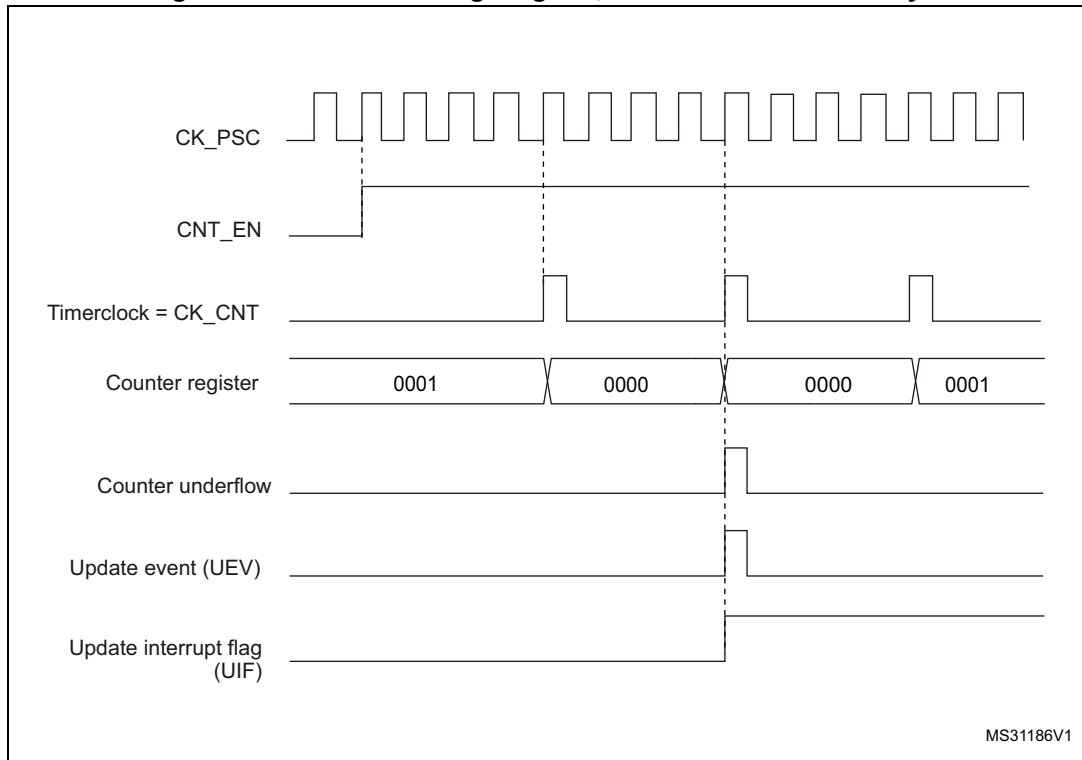 CK_PSC
CNT_EN
Timerclock = CK_CNT
Counter register 0001 0000 0000 0001
Counter underflow
Update event (UEV)
Update interrupt flag
(UIF)
MS31186V1